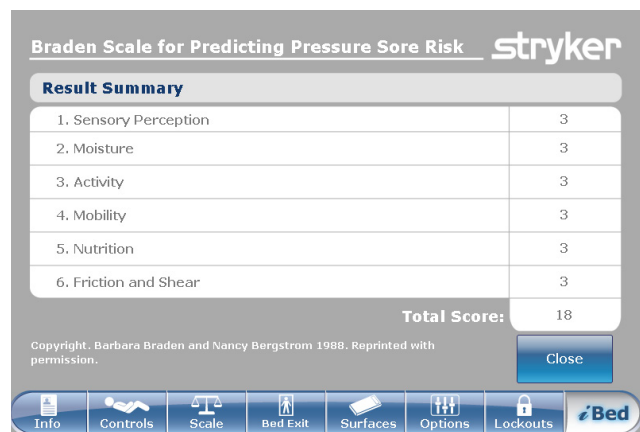 Braden Scale for Predicting Pressure Sore Risk
stryker
Result Summary
1. Sensory Perception 3
2. Moisture 3
3. Activity 3
4. Mobility 3
5. Nutrition 3
6. Friction and Shear 3
Total Score: 18
Copyright. Barbara Braden and Nancy Bergstrom 1988. Reprinted with
permission.
Close
Info Controls Scale Bed Exit Surfaces Options Lockouts iBed